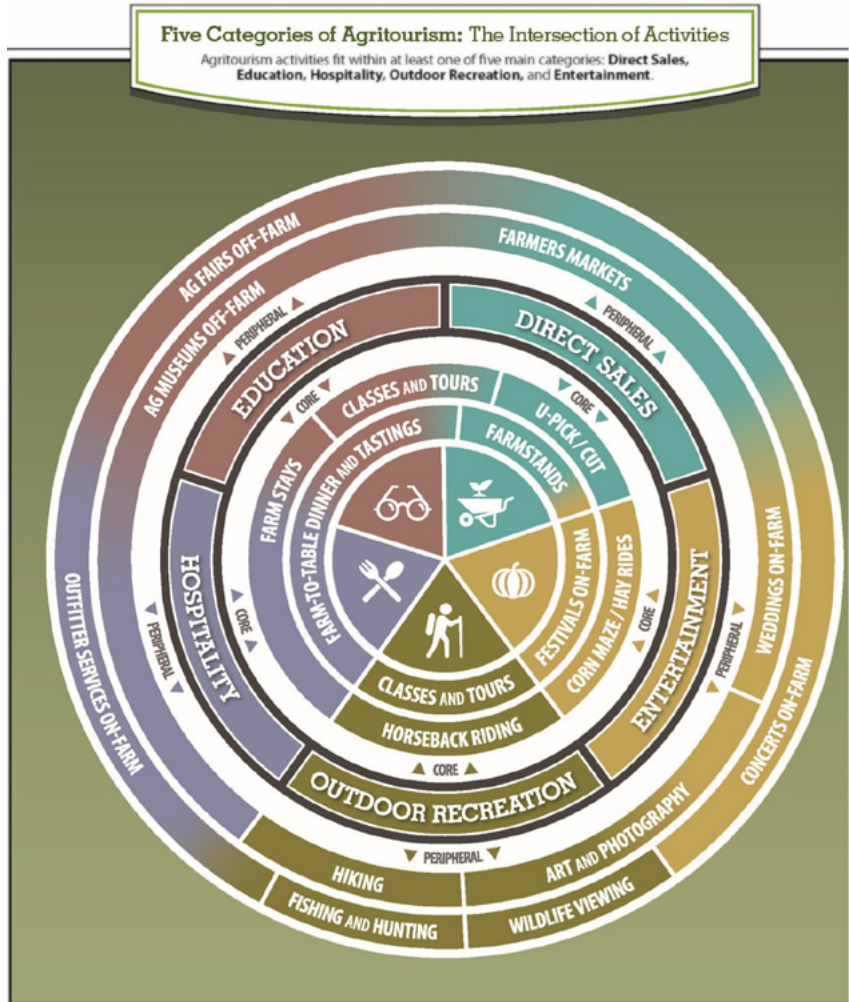 Five Categories of Agritourism: The Intersection of Activities
Agritourism activities fit within at least one of five main categories: Direct Sales,
Education, Hospitality, Outdoor Recreation, and Entertainment.
AG FAIRS OFF-FARM
FARMERS MARKETS
AG MUSEUMS OFF-FARM
PERIPHERAL
PERIPHERAL
EDUCATION
DIRECT SALES
CORE
CORE
CLASSES AND TOURS
U-PICK / CUT
FARM STAYS
FARM-TO-TABLE DINNER AND TASTINGS
FARMSTANDS
HOSPITALITY
CORE
PERIPHERAL
OUTFITTER SERVICES ON-FARM
FESTIVALS ON-FARM
CORN MAZE / HAY RIDES
CORE
ENTERTAINMENT
PERIPHERAL
WEDDINGS ON-FARM
CONCERTS ON-FARM
CLASSES AND TOURS
HORSEBACK RIDING
CORE
OUTDOOR RECREATION
PERIPHERAL
HIKING
ART AND PHOTOGRAPHY
FISHING AND HUNTING
WILDLIFE VIEWING